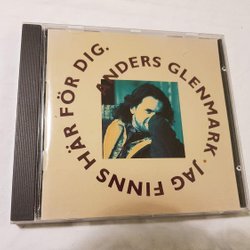 ANDERS GLENMARK · JAG FINNS HÄR FÖR DIG.